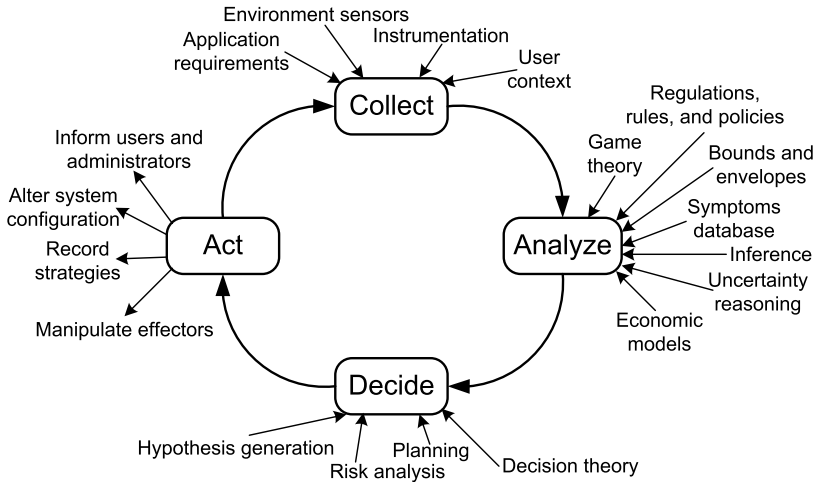 Environment sensors
Application
requirements
Instrumentation
User
context
Collect
Regulations,
rules, and policies
Game
theory
Bounds and
envelopes
Symptoms
database
Inference
Uncertainty
reasoning
Economic
models
Analyze
Inform users and
administrators
Alter system
configuration
Record
strategies
Manipulate effectors
Act
Decide
Hypothesis generation
Risk analysis
Planning
Decision theory